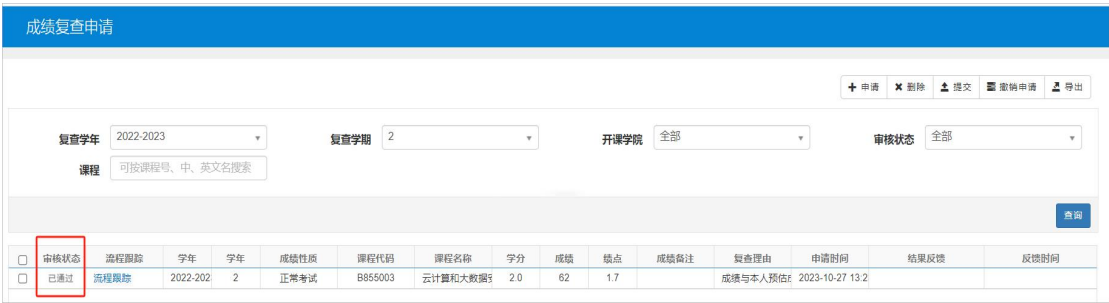 成绩复查申请
申请 删除 提交 撤销申请 导出
复查学年 2022-2023 复查学期 2 开课学院 全部 审核状态 全部
课程 可按课程号、中、英文名搜索
查询
审核状态 流程跟踪 学年 学年 成绩性质 课程代码 课程名称 学分 成绩 绩点 成绩备注 复查理由 申请时间 结果反馈 反馈时间
已通过 流程跟踪 2022-202 2 正常考试 B855003 云计算和大数据 2.0 62 1.7 成绩与本人预估 2023-10-27 13:2